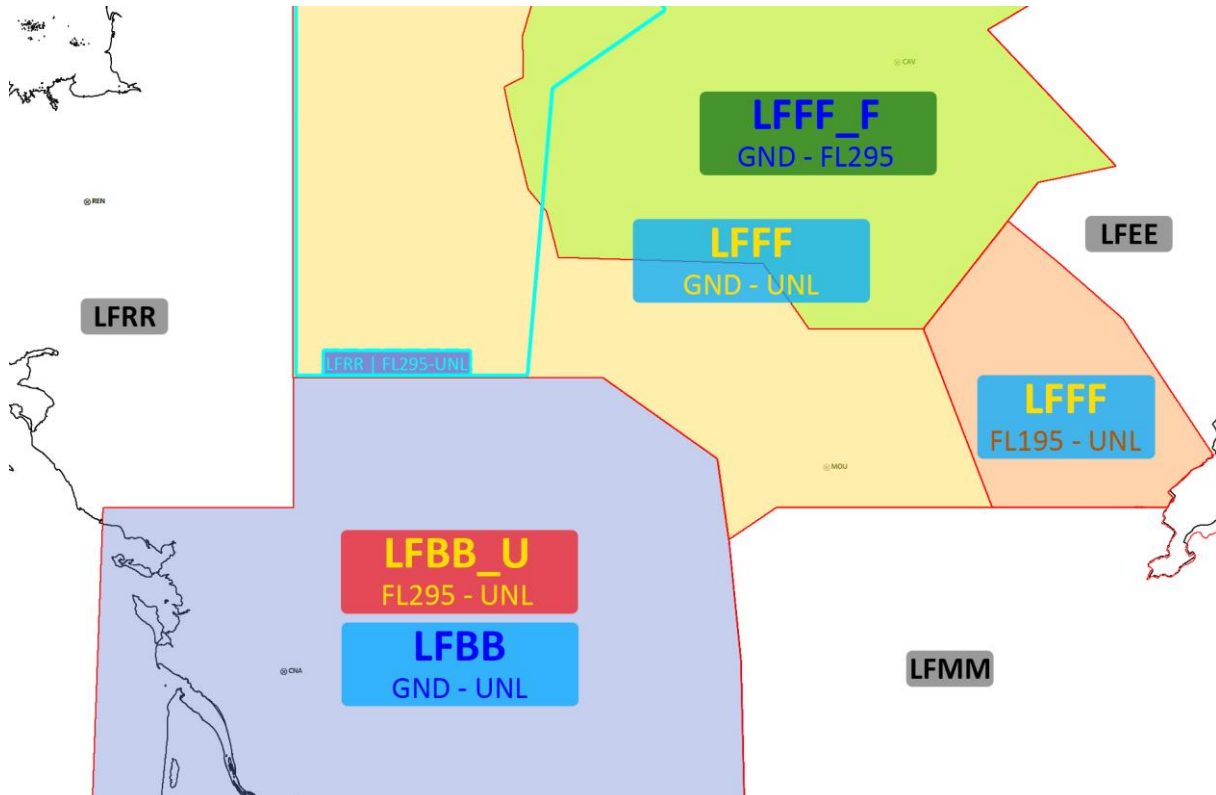 CAV
LFFF_F
GND - FL295
REN
LFFF
GND - UNL
LFEE
LFRR
LFRR | FL295-UNL
LFFF
FL195 - UNL
MOU
LFBB_U
FL295 - UNL
LFBB
GND - UNL
CNA
LFMM